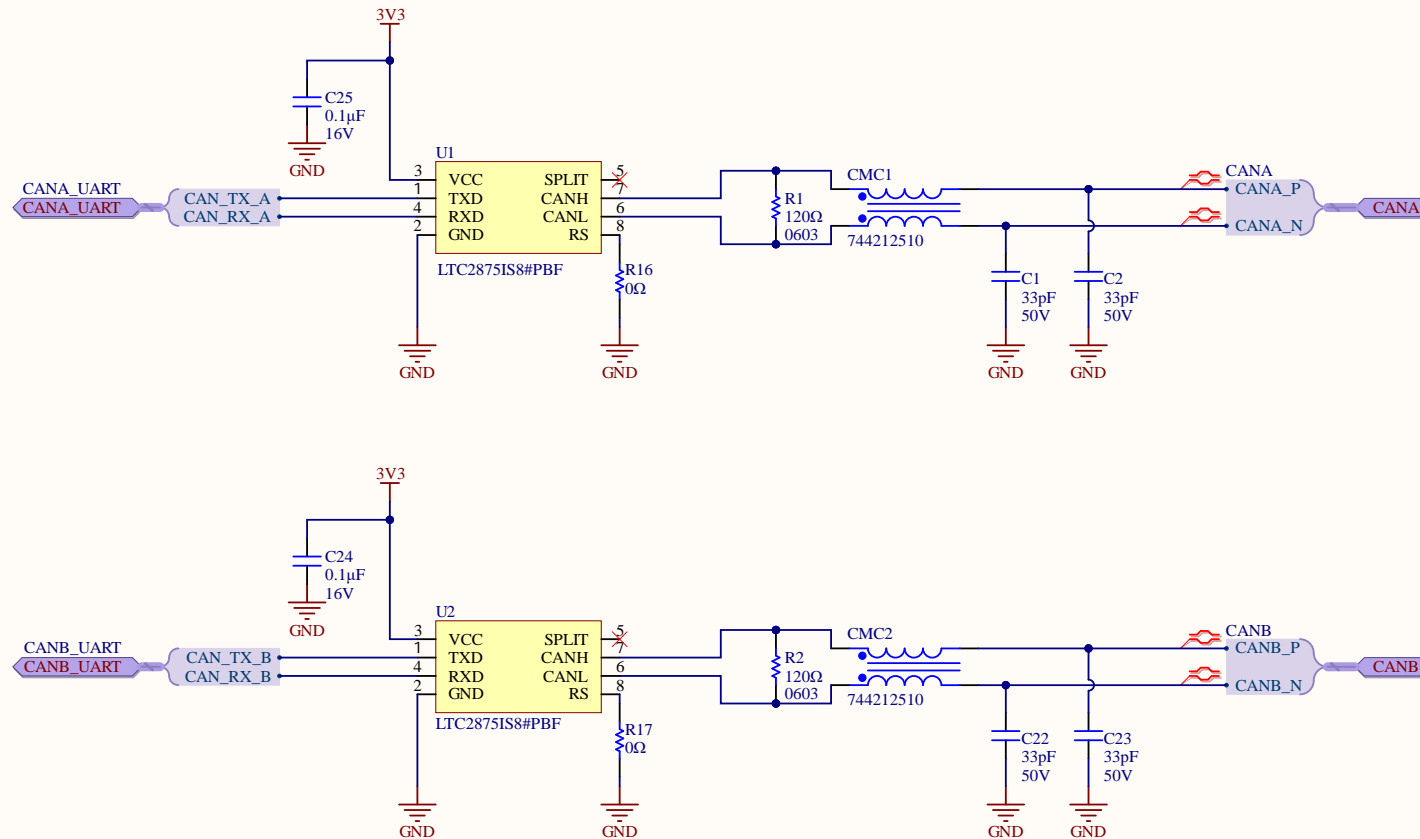 3V3
C25
0.1µF
16V
GND
U1
3 VCC SPLIT 5
1 TXD CANH 7
4 RXD CANL 6
2 GND RS 8
LTC2875IS8#PBF
CANA_UART
CANA_UART
CAN_TX_A
CAN_RX_A
R16
0Ω
GND
GND
R1
120Ω
0603
CMC1
744212510
C1
33pF
50V
GND
C2
33pF
50V
GND
CANA
CANA_P
CANA_N
CANA
3V3
C24
0.1µF
16V
GND
U2
3 VCC SPLIT 5
1 TXD CANH 7
4 RXD CANL 6
2 GND RS 8
LTC2875IS8#PBF
CANB_UART
CANB_UART
CAN_TX_B
CAN_RX_B
R17
0Ω
GND
GND
R2
120Ω
0603
CMC2
744212510
C22
33pF
50V
GND
C23
33pF
50V
GND
CANB
CANB_P
CANB_N
CANB